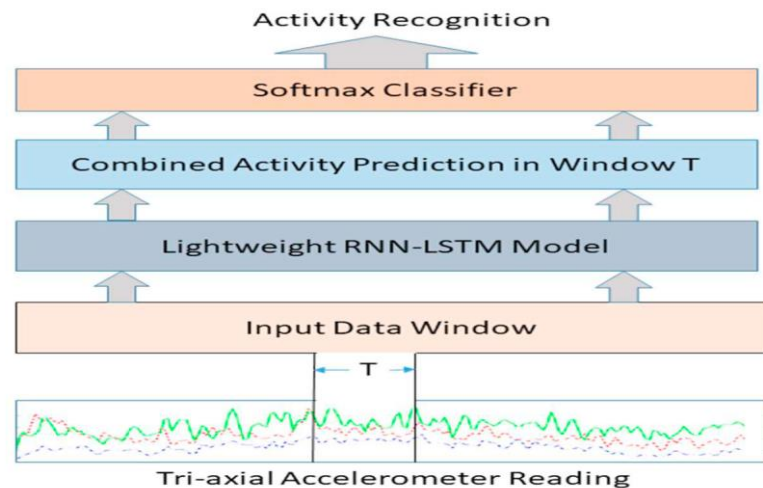 Activity Recognition
Softmax Classifier
Combined Activity Prediction in Window T
Lightweight RNN-LSTM Model
Input Data Window
T
Tri-axial Accelerometer Reading